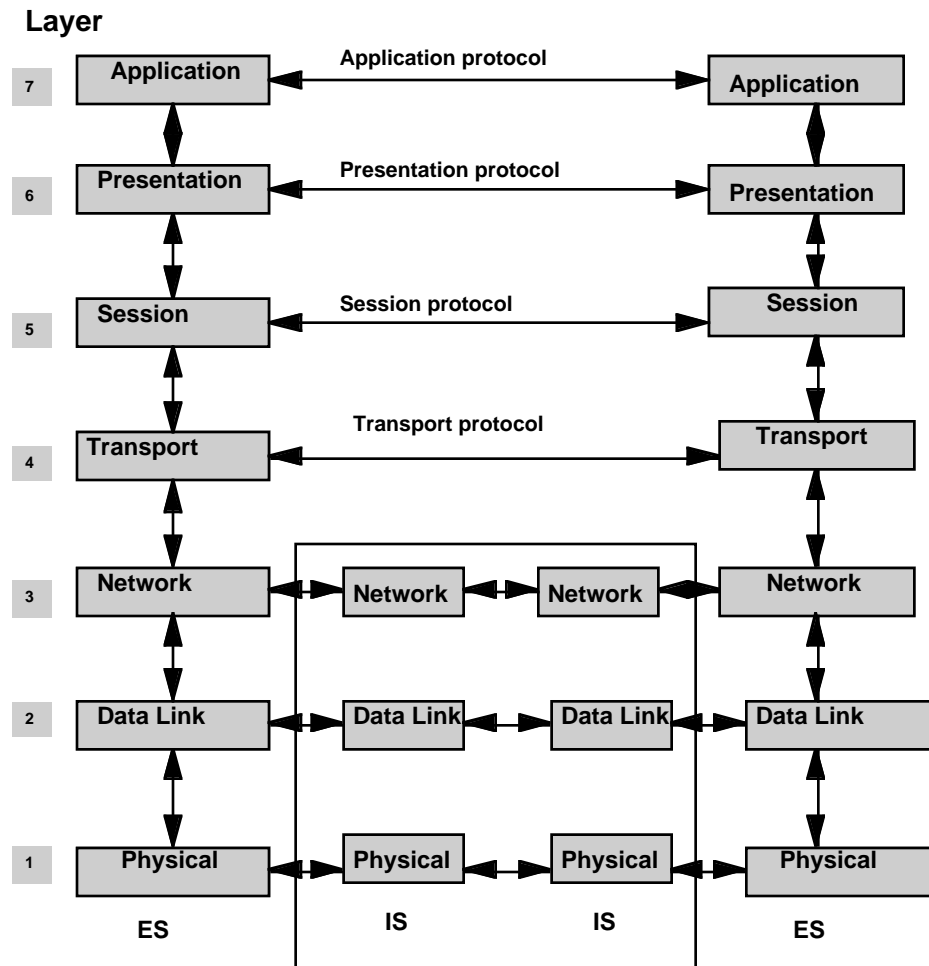 Layer
7
Application
Application protocol
Application
6
Presentation
Presentation protocol
Presentation
5
Session
Session protocol
Session
4
Transport
Transport protocol
Transport
3
Network
Network
Network
Network
2
Data Link
Data Link
Data Link
Data Link
1
Physical
Physical
Physical
Physical
ES
IS
IS
ES